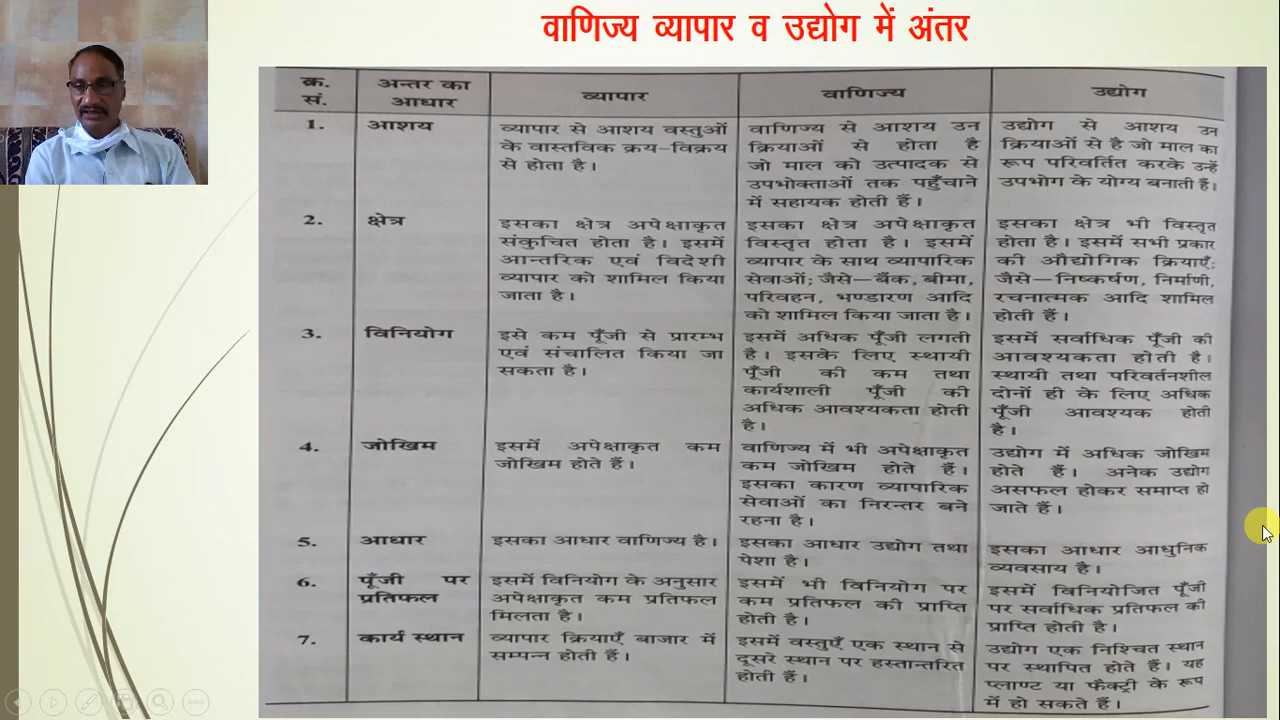 वाणिज्य व्यापार व उद्योग में अंतर
क्र. सं.
अन्तर का आधार
व्यापार
वाणिज्य
उद्योग
1.
आशय
व्यापार से आशय वस्तुओं
के वास्तविक क्रय-विक्रय
से होता है।
वाणिज्य से आशय उन
क्रियाओं से होता है
जो माल को उत्पादक से
उपभोक्ताओं तक पहुँचाने
में सहायक होती हैं।
उद्योग से आशय उन
क्रियाओं से है जो माल का
रूप परिवर्तित करके उन्हें
उपभोग के योग्य बनाती हैं।
2.
क्षेत्र
इसका क्षेत्र अपेक्षाकृत
संकुचित होता है। इसमें
आन्तरिक एवं विदेशी
व्यापार को शामिल किया
जाता है।
इसका क्षेत्र अपेक्षाकृत
विस्तृत होता है। इसमें
व्यापार के साथ व्यापारिक
सेवाओं; जैसे—बैंक, बीमा,
परिवहन, भण्डारण आदि
को शामिल किया जाता है।
इसका क्षेत्र भी विस्तृत
होता है। इसमें सभी प्रकार
की औद्योगिक क्रियाएँ;
जैसे—निष्कर्षण, निर्माणी,
रचनात्मक आदि शामिल
होती हैं।
3.
विनियोग
इसे कम पूँजी से प्रारम्भ
एवं संचालित किया जा
सकता है।
इसमें अधिक पूँजी लगती
है। इसके लिए स्थायी
पूँजी की कम तथा
कार्यशाली पूँजी की
अधिक आवश्यकता होती
है।
इसमें सर्वाधिक पूँजी की
आवश्यकता होती है।
स्थायी तथा परिवर्तनशील
दोनों ही के लिए अधिक
पूँजी आवश्यक होती
है।
4.
जोखिम
इसमें अपेक्षाकृत कम
जोखिम होते हैं।
वाणिज्य में भी अपेक्षाकृत
कम जोखिम होते हैं।
इसका कारण व्यापारिक
सेवाओं का निरन्तर बने
रहना है।
उद्योग में अधिक जोखिम
होते हैं। अनेक उद्योग
असफल होकर समाप्त हो
जाते हैं।
5.
आधार
इसका आधार वाणिज्य है।
इसका आधार उद्योग तथा
पेशा है।
इसका आधार आधुनिक
व्यवसाय है।
6.
पूँजी पर
प्रतिफल
इसमें विनियोग के अनुसार
अपेक्षाकृत कम प्रतिफल
मिलता है।
इसमें भी विनियोग पर
कम प्रतिफल की प्राप्ति
होती है।
इसमें विनियोजित पूँजी
पर सर्वाधिक प्रतिफल की
प्राप्ति होती है।
7.
कार्य स्थान
व्यापार क्रियाएँ बाजार में
सम्पन्न होती हैं।
इसमें वस्तुएँ एक स्थान से
दूसरे स्थान पर हस्तान्तरित
होती हैं।
उद्योग एक निश्चित स्थान
पर स्थापित होते हैं। यह
प्लाण्ट या फैक्ट्री के रूप
में हो सकते हैं।